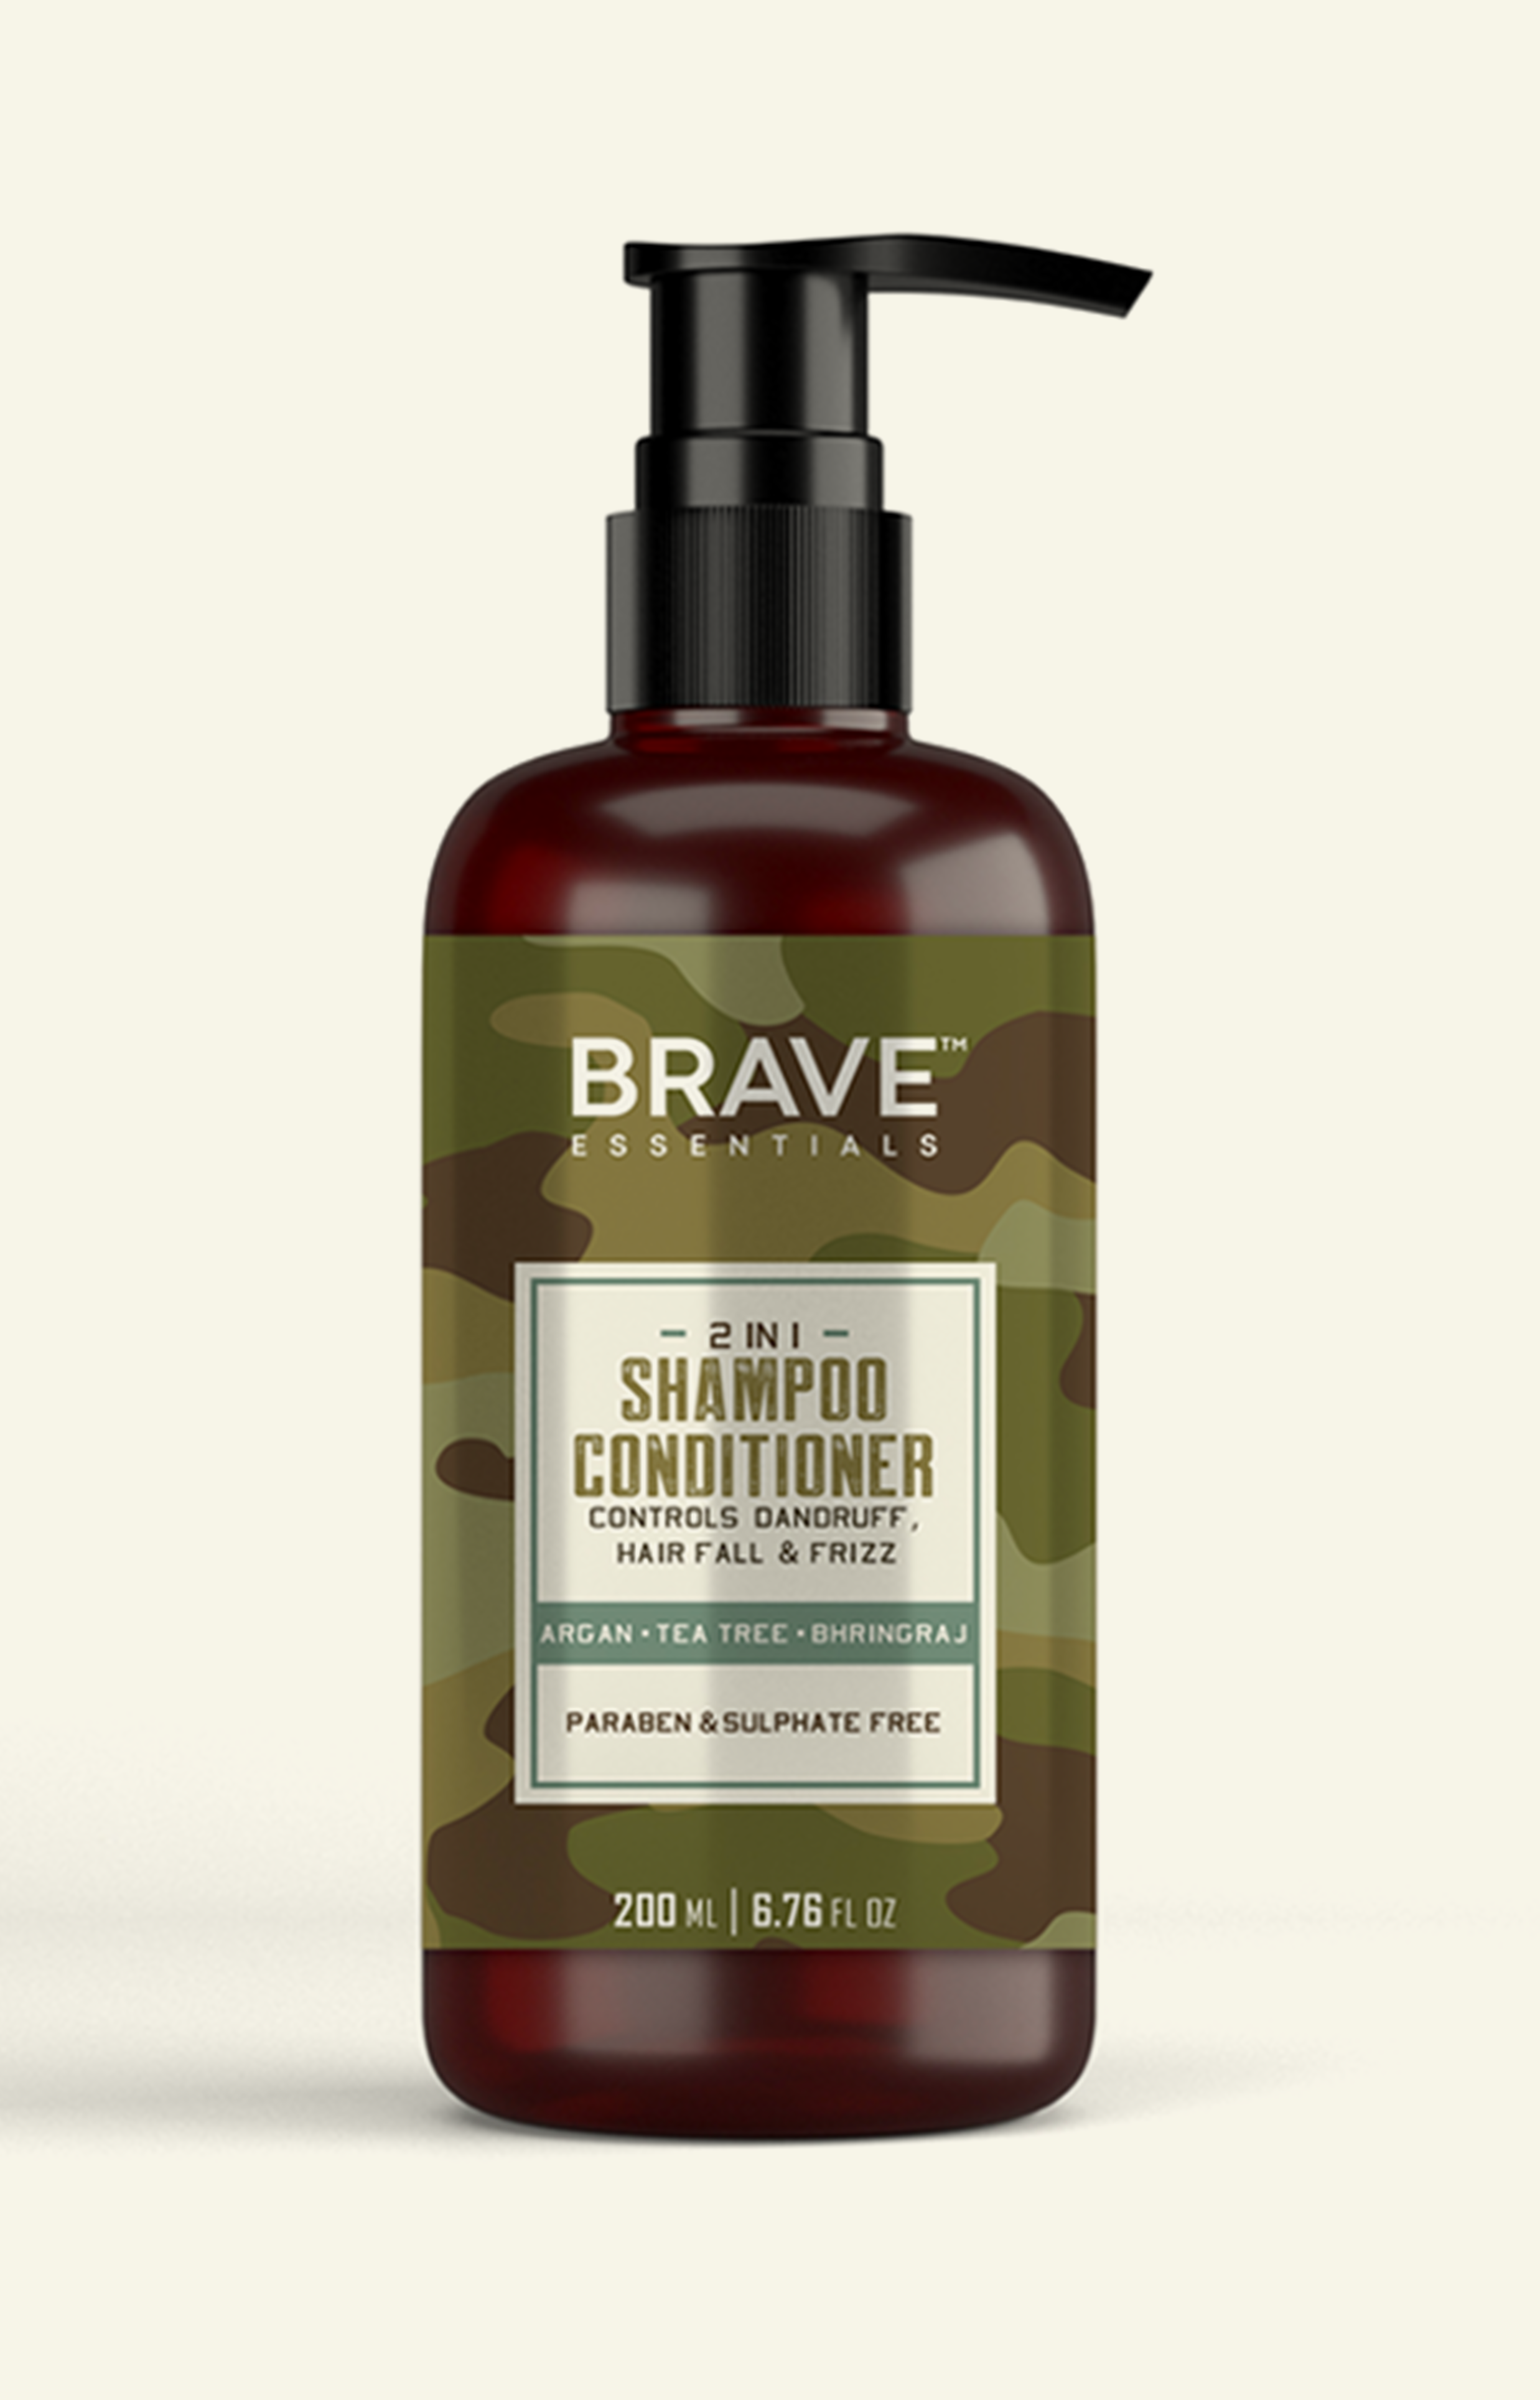 BRAVE™
ESSENTIALS
– 2 IN 1 –
SHAMPOO
CONDITIONER
CONTROLS DANDRUFF,
HAIR FALL & FRIZZ
ARGAN • TEA TREE • BHRINGRAJ
PARABEN & SULPHATE FREE
200 ML | 6.76 FL OZ